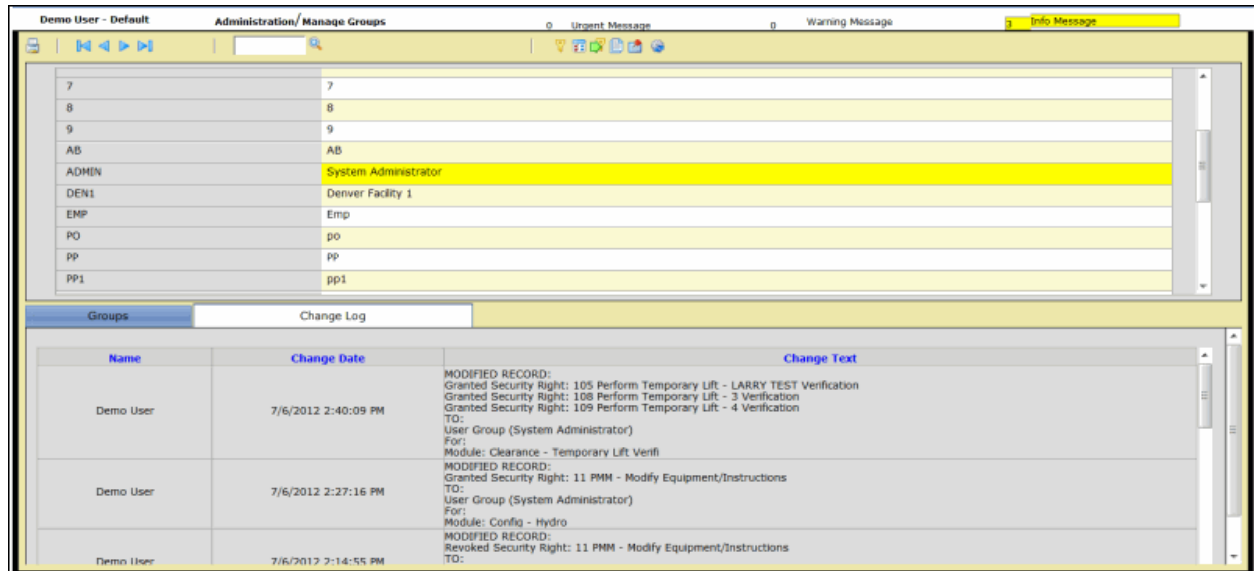 Demo User - Default Administration/Manage Groups 0 Urgent Message 0 Warning Message 3 Info Message
7 7
8 8
9 9
AB AB
ADMIN System Administrator
DEN1 Denver Facility 1
EMP Emp
PO po
PP PP
PP1 pp1
Groups Change Log
Name Change Date Change Text
MODIFIED RECORD:
Granted Security Right: 105 Perform Temporary Lift - LARRY TEST Verification
Granted Security Right: 108 Perform Temporary Lift - 3 Verification
Demo User 7/6/2012 2:40:09 PM Granted Security Right: 109 Perform Temporary Lift - 4 Verification
TO:
User Group (System Administrator)
For:
Module: Clearance - Temporary Lift Verifi
MODIFIED RECORD:
Granted Security Right: 11 PMM - Modify Equipment/Instructions
Demo User 7/6/2012 2:27:16 PM TO:
User Group (System Administrator)
For:
Module: Config - Hydro
MODIFIED RECORD:
Revoked Security Right: 11 PMM - Modify Equipment/Instructions
Demo User 7/6/2012 2:14:55 PM TO: